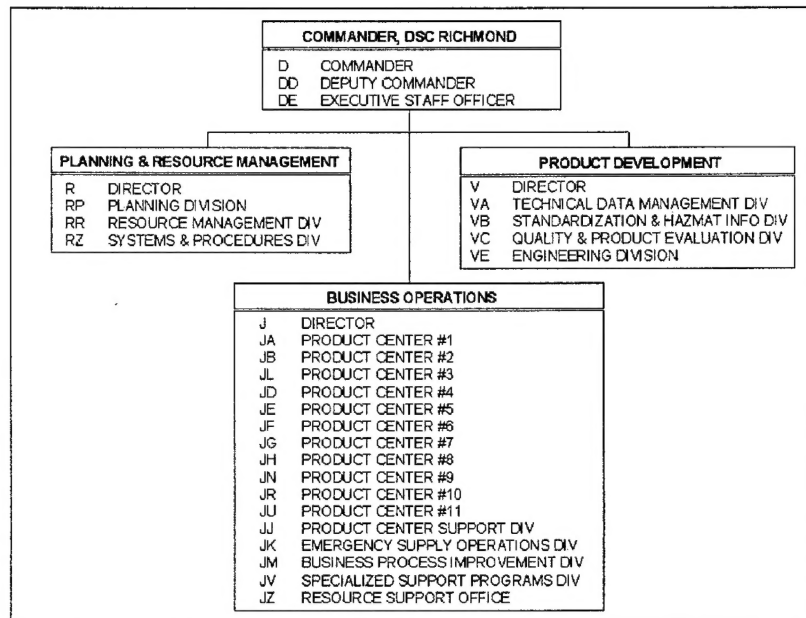 COMMANDER, DSC RICHMOND
D COMMANDER
DD DEPUTY COMMANDER
DE EXECUTIVE STAFF OFFICER
PLANNING & RESOURCE MANAGEMENT
R DIRECTOR
RP PLANNING DIVISION
RR RESOURCE MANAGEMENT DIV
RZ SYSTEMS & PROCEDURES DIV
PRODUCT DEVELOPMENT
V DIRECTOR
VA TECHNICAL DATA MANAGEMENT DIV
VB STANDARDIZATION & HAZMAT INFO DIV
VC QUALITY & PRODUCT EVALUATION DIV
VE ENGINEERING DIVISION
BUSINESS OPERATIONS
J DIRECTOR
JA PRODUCT CENTER #1
JB PRODUCT CENTER #2
JL PRODUCT CENTER #3
JD PRODUCT CENTER #4
JE PRODUCT CENTER #5
JF PRODUCT CENTER #6
JG PRODUCT CENTER #7
JH PRODUCT CENTER #8
JN PRODUCT CENTER #9
JR PRODUCT CENTER #10
JU PRODUCT CENTER #11
JJ PRODUCT CENTER SUPPORT DIV
JK EMERGENCY SUPPLY OPERATIONS DIV
JM BUSINESS PROCESS IMPROVEMENT DIV
JV SPECIALIZED SUPPORT PROGRAMS DIV
JZ RESOURCE SUPPORT OFFICE